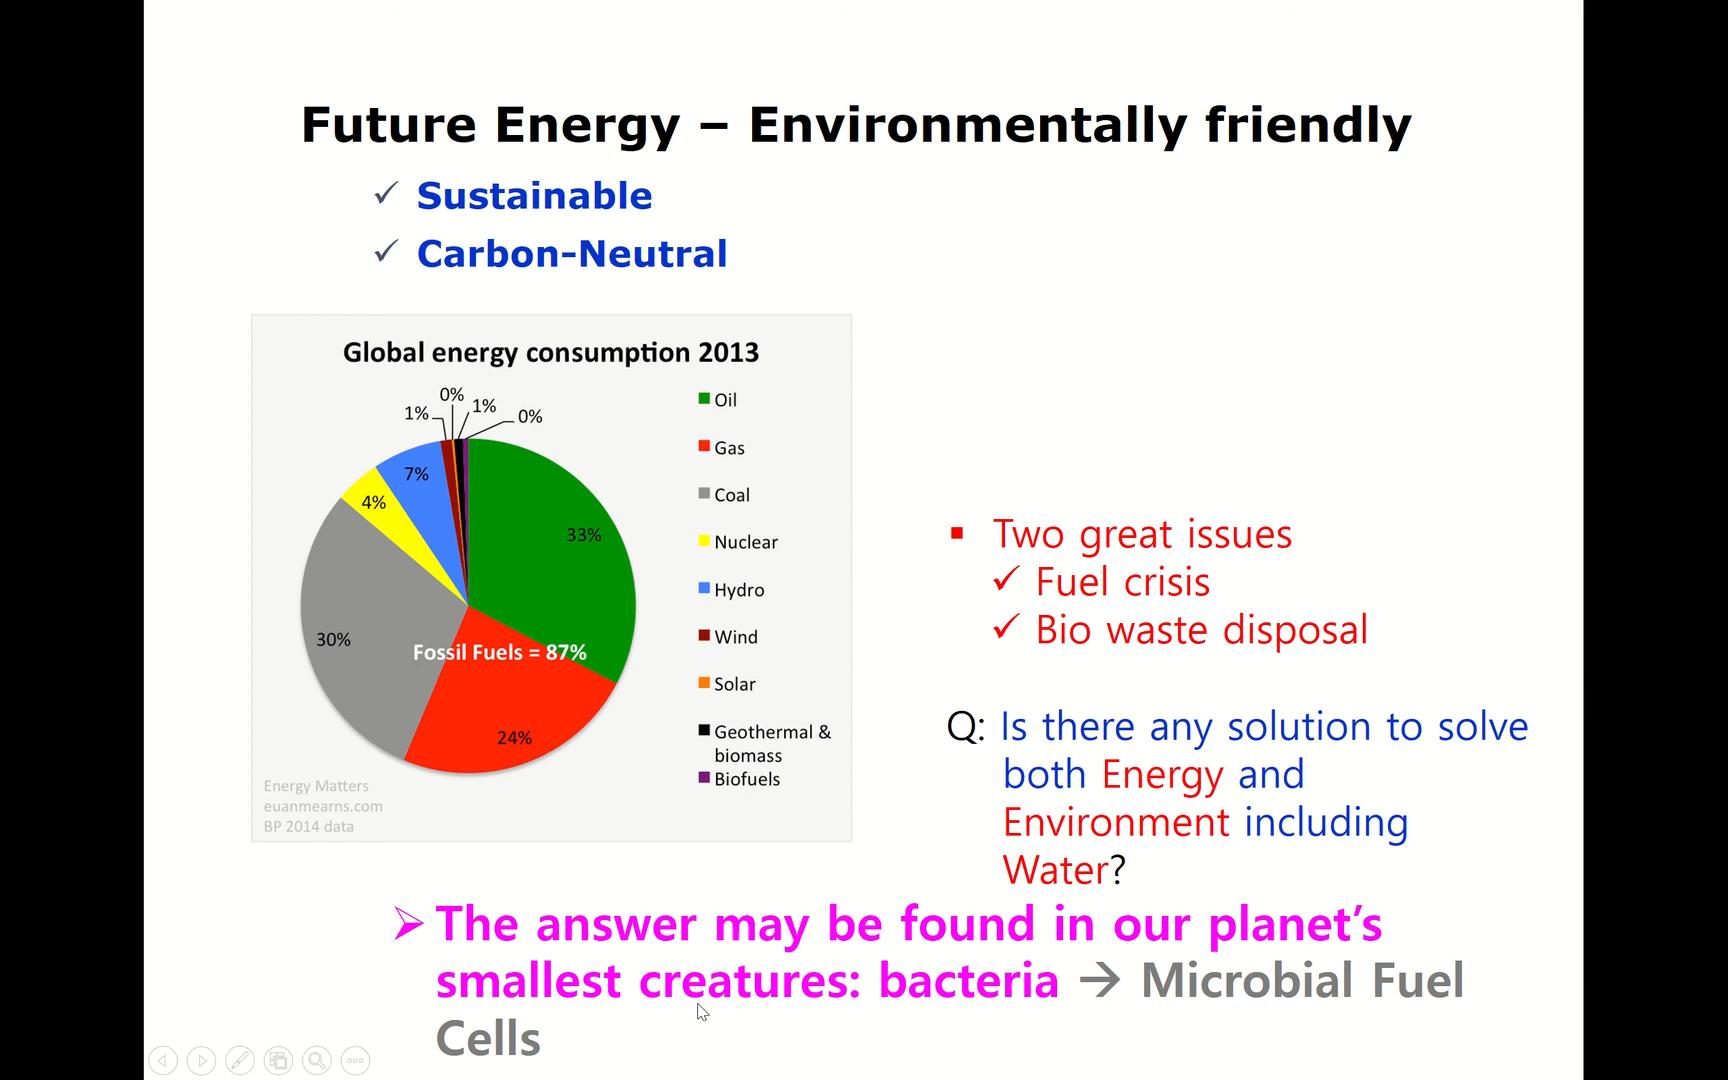 Future Energy – Environmentally friendly
✓ Sustainable
✓ Carbon-Neutral
Global energy consumption 2013
0%
1%
1%
0%
7%
4%
33%
30%
Fossil Fuels = 87%
24%
Oil
Gas
Coal
Nuclear
Hydro
Wind
Solar
Geothermal &
biomass
Biofuels
Energy Matters
euanmearns.com
BP 2014 data
▪ Two great issues
✓ Fuel crisis
✓ Bio waste disposal
Q: Is there any solution to solve
both Energy and
Environment including
Water?
➢ The answer may be found in our planet’s
smallest creatures: bacteria → Microbial Fuel
Cells